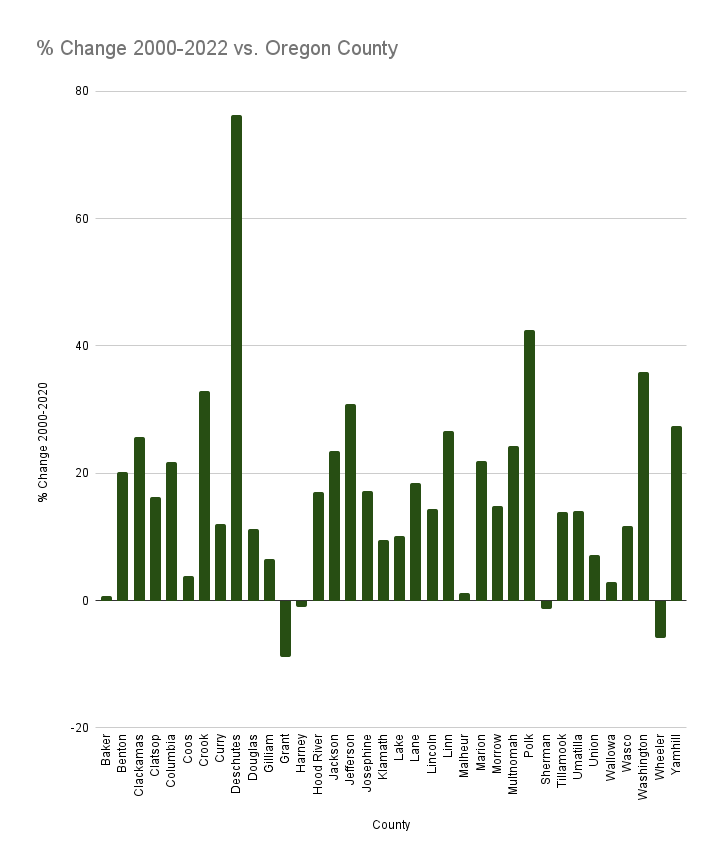 % Change 2000-2022 vs. Oregon County
80
60
40
20
0
-20
% Change 2000-2020
Baker
Benton
Clackamas
Clatsop
Columbia
Coos
Crook
Curry
Deschutes
Douglas
Gilliam
Grant
Harney
Hood River
Jackson
Jefferson
Josephine
Klamath
Lake
Lane
Lincoln
Linn
Malheur
Marion
Morrow
Multnomah
Polk
Sherman
Tillamook
Umatilla
Union
Wallowa
Wasco
Washington
Wheeler
Yamhill
County